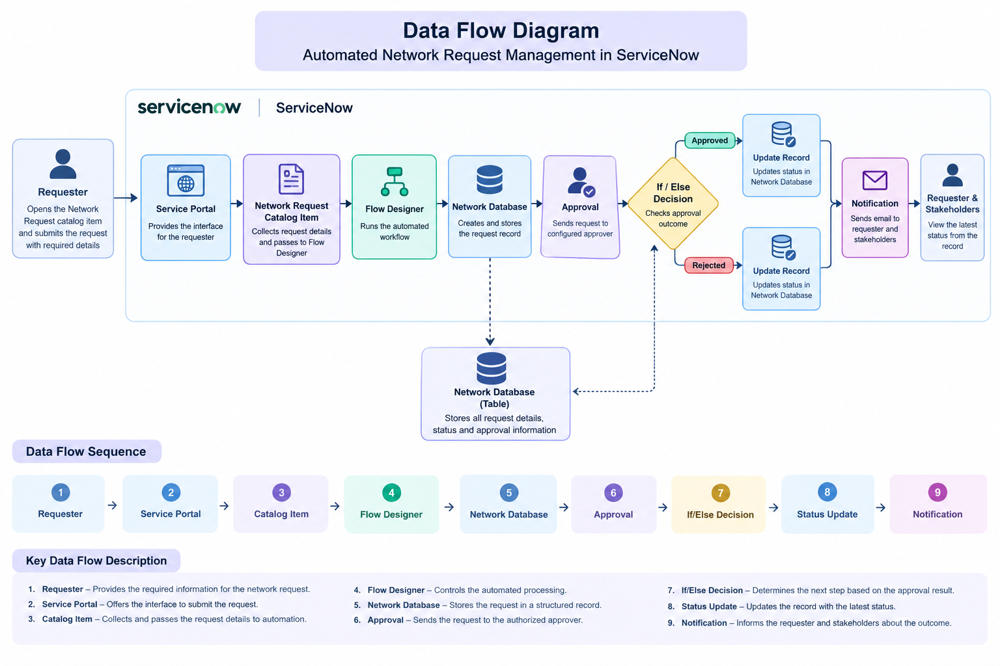 Data Flow Diagram
Automated Network Request Management in ServiceNow
servicenow
ServiceNow
Requester
Opens the Network
Request catalog item
and submits the request
with required details
Service Portal
Provides the interface
for the requester
Network Request
Catalog Item
Collects request details
and passes to Flow
Designer
Flow Designer
Runs the automated
workflow
Network Database
Creates and stores
the request record
Approval
Sends request to
configured approver
If / Else
Decision
Checks approval
outcome
Approved
Rejected
Update Record
Updates status in
Network Database
Update Record
Updates status in
Network Database
Notification
Sends email to
requester and
stakeholders
Requester &
Stakeholders
View the latest
status from the
record
Network Database
(Table)
Stores all request details,
status and approval information
Data Flow Sequence
1
Requester
2
Service Portal
3
Catalog Item
4
Flow Designer
5
Network Database
6
Approval
7
If/Else Decision
8
Status Update
9
Notification
Key Data Flow Description
1. Requester – Provides the required information for the network request.
2. Service Portal – Offers the interface to submit the request.
3. Catalog Item – Collects and passes the request details to automation.
4. Flow Designer – Controls the automated processing.
5. Network Database – Stores the request in a structured record.
6. Approval – Sends the request to the authorized approver.
7. If/Else Decision – Determines the next step based on the approval result.
8. Status Update – Updates the record with the latest status.
9. Notification – Informs the requester and stakeholders about the outcome.